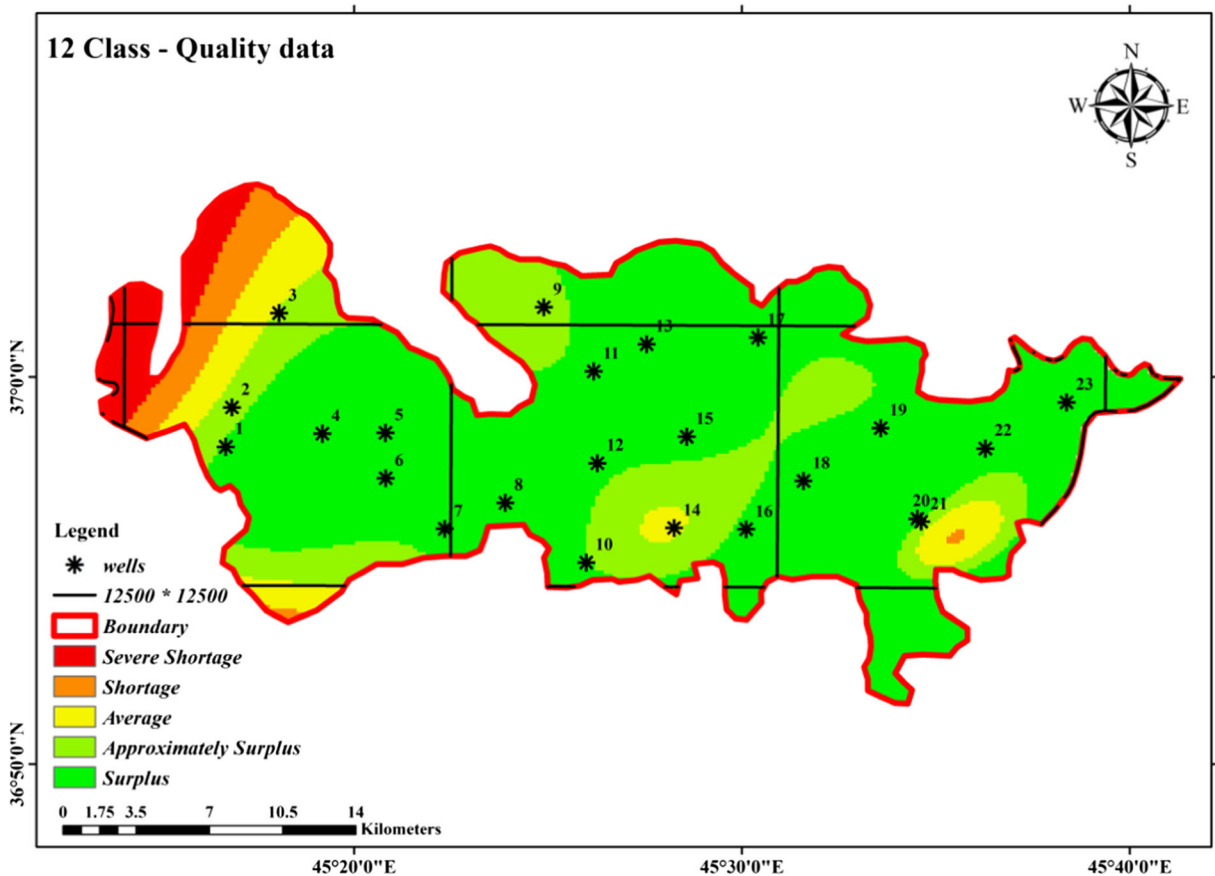 12 Class - Quality data
N
W E
S
3
9
13
17
11
2
23
1
4
5
15
19
22
12
6
18
8
7
14
16
20 21
10
37°0'0"N
36°50'0"N
Legend
wells
12500 * 12500
Boundary
Severe Shortage
Shortage
Average
Approximately Surplus
Surplus
0 1.75 3.5 7 10.5 14
Kilometers
45°20'0"E 45°30'0"E 45°40'0"E